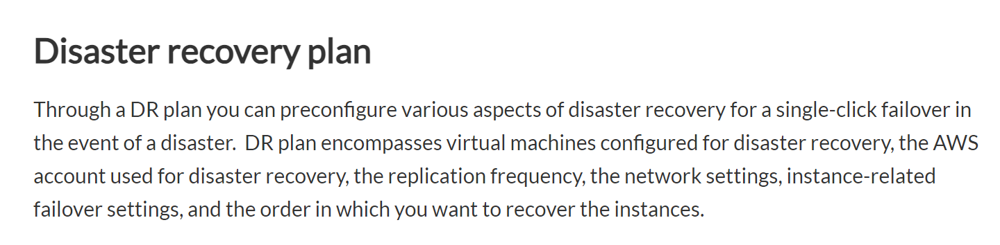 Disaster recovery plan
Through a DR plan you can preconfigure various aspects of disaster recovery for a single-click failover in
the event of a disaster.  DR plan encompasses virtual machines configured for disaster recovery, the AWS
account used for disaster recovery, the replication frequency, the network settings, instance-related
failover settings, and the order in which you want to recover the instances.